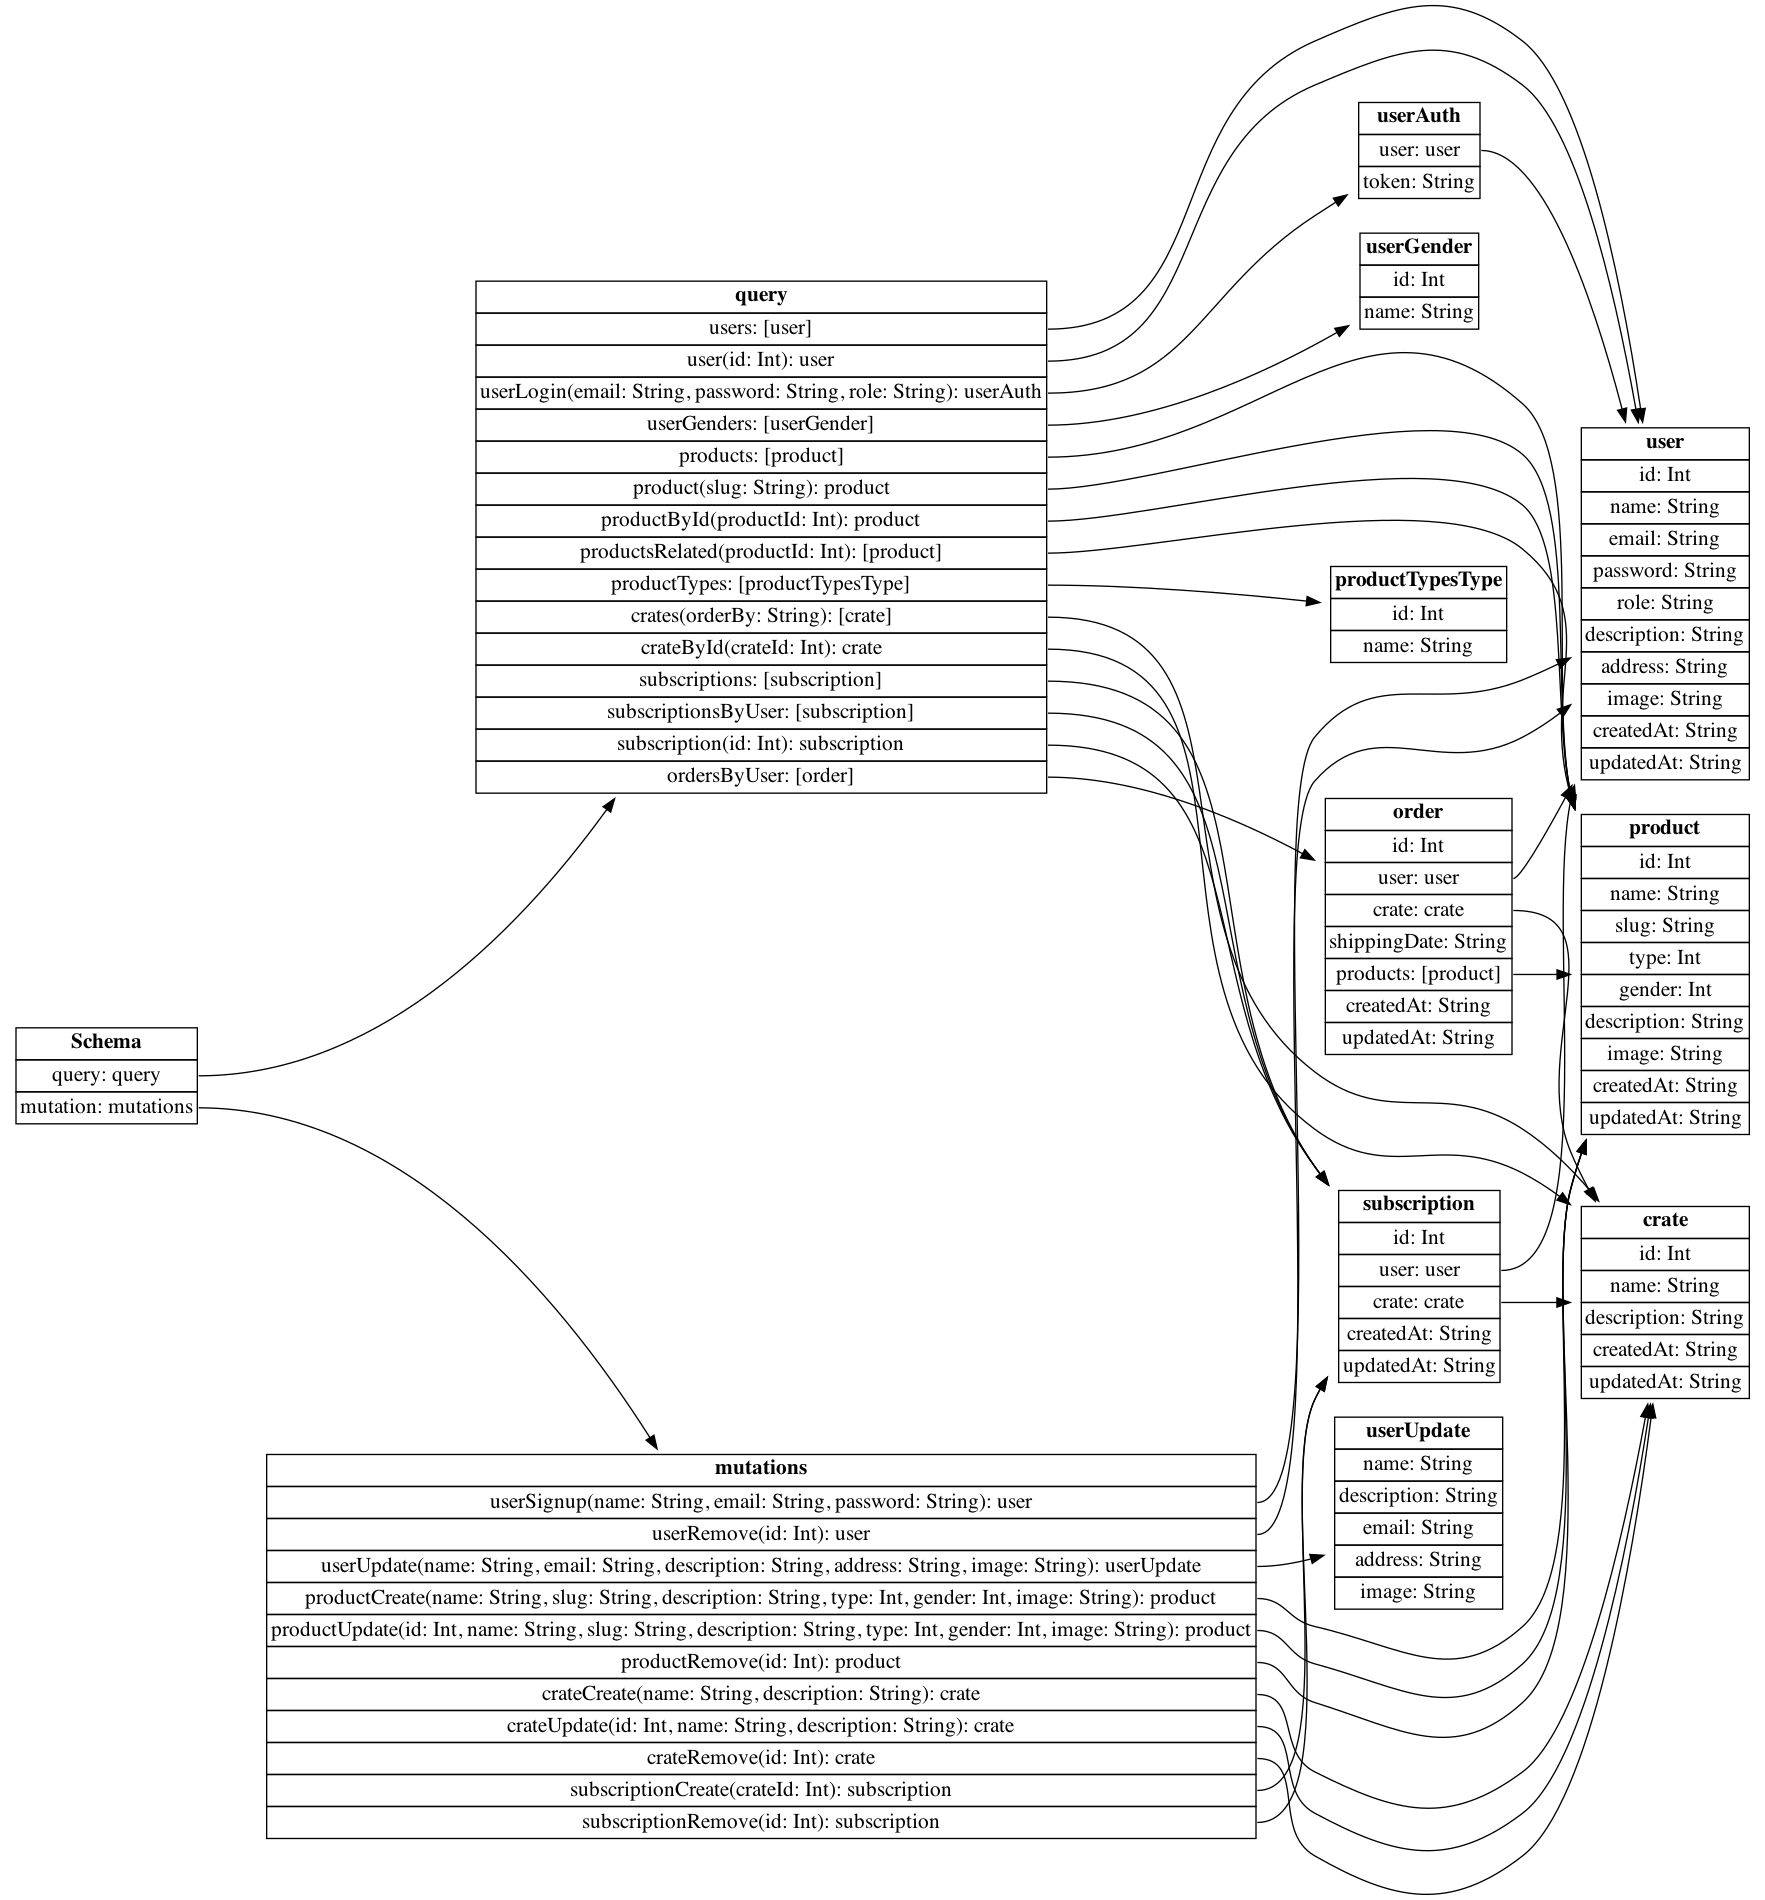 Schema
query: query
mutation: mutations
query
users: [user]
user(id: Int): user
userLogin(email: String, password: String, role: String): userAuth
userGenders: [userGender]
products: [product]
product(slug: String): product
productById(productId: Int): product
productsRelated(productId: Int): [product]
productTypes: [productTypesType]
crates(orderBy: String): [crate]
crateById(crateId: Int): crate
subscriptions: [subscription]
subscriptionsByUser: [subscription]
subscription(id: Int): subscription
ordersByUser: [order]
mutations
userSignup(name: String, email: String, password: String): user
userRemove(id: Int): user
userUpdate(name: String, email: String, description: String, address: String, image: String): userUpdate
productCreate(name: String, slug: String, description: String, type: Int, gender: Int, image: String): product
productUpdate(id: Int, name: String, slug: String, description: String, type: Int, gender: Int, image: String): product
productRemove(id: Int): product
crateCreate(name: String, description: String): crate
crateUpdate(id: Int, name: String, description: String): crate
crateRemove(id: Int): crate
subscriptionCreate(crateId: Int): subscription
subscriptionRemove(id: Int): subscription
userAuth
user: user
token: String
userGender
id: Int
name: String
productTypesType
id: Int
name: String
order
id: Int
user: user
crate: crate
shippingDate: String
products: [product]
createdAt: String
updatedAt: String
subscription
id: Int
user: user
crate: crate
createdAt: String
updatedAt: String
userUpdate
name: String
description: String
email: String
address: String
image: String
user
id: Int
name: String
email: String
password: String
role: String
description: String
address: String
image: String
createdAt: String
updatedAt: String
product
id: Int
name: String
slug: String
type: Int
gender: Int
description: String
image: String
createdAt: String
updatedAt: String
crate
id: Int
name: String
description: String
createdAt: String
updatedAt: String